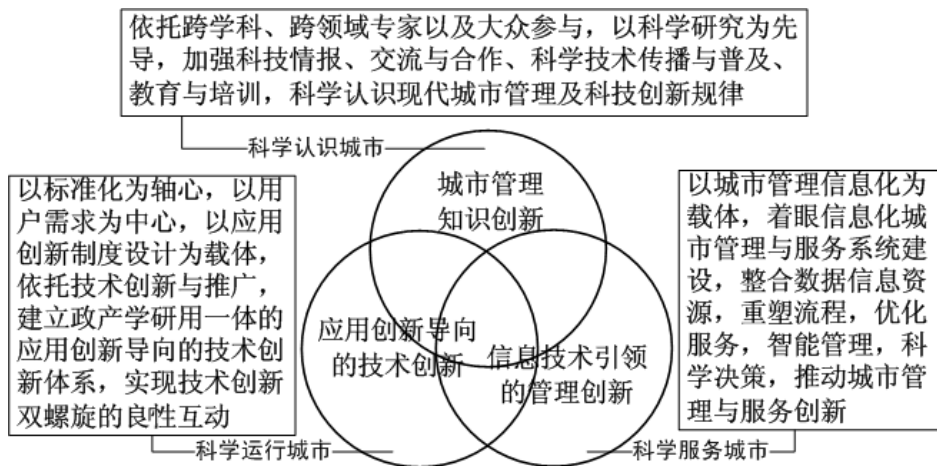 依托跨学科、跨领域专家以及大众参与，以科学研究为先
导，加强科技情报、交流与合作、科学技术传播与普及、
教育与培训，科学认识现代城市管理及科技创新规律
科学认识城市
城市管理
知识创新
以标准化为轴心，以用
户需求为中心，以应用
创新制度设计为载体，
依托技术创新与推广，
建立政产学研用一体的
应用创新导向的技术创
新体系，实现技术创新
双螺旋的良性互动
应用创新导向
的技术创新
信息技术引领
的管理创新
以城市管理信息化为
载体，着眼信息化城
市管理与服务系统建
设，整合数据信息资
源，重塑流程，优化
服务，智能管理，科
学决策，推动城市管
理与服务创新
科学运行城市
科学服务城市